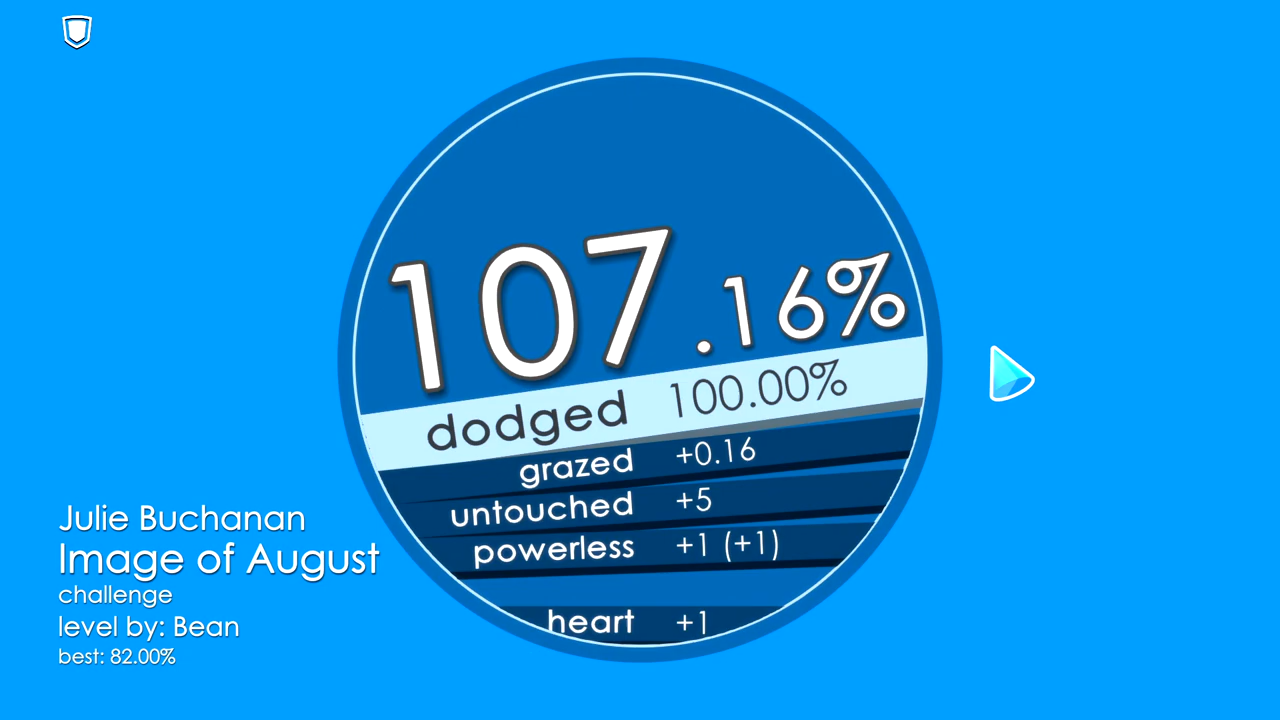 107.16%
dodged 100.00%
grazed +0.16
untouched +5
powerless +1 (+1)
heart +1
Julie Buchanan
Image of August
challenge
level by: Bean
best: 82.00%